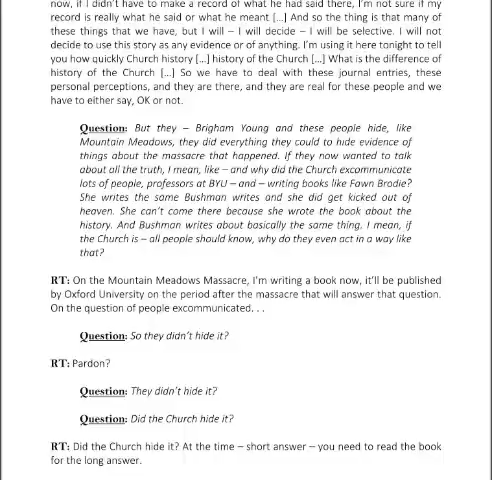 now, if I didn't have to make a record of what he had said there, I'm not sure if my
record is really what he said or what he meant [...] And so the thing is that many of
these things that we have, but I will – I will decide – I will be selective. I will not
decide to use this story as any evidence or of anything. I'm using it here tonight to tell
you how quickly Church history [...] history of the Church [...] What is the difference of
history of the Church [...] So we have to deal with these journal entries, these
personal perceptions, and they are there, and they are real for these people and we
have to either say, OK or not.
Question: But they – Brigham Young and these people hide, like
Mountain Meadows, they did everything they could to hide evidence of
things about the massacre that happened. If they now wanted to talk
about all the truth, I mean, like – and why did the Church excommunicate
lots of people, professors at BYU – and – writing books like Fawn Brodie?
She writes the same Bushman writes and she did get kicked out of
heaven. She can't come there because she wrote the book about the
history. And Bushman writes about basically the same thing. I mean, if
the Church is – all people should know, why do they even act in a way like
that?
RT: On the Mountain Meadows Massacre, I'm writing a book now, it'll be published
by Oxford University on the period after the massacre that will answer that question.
On the question of people excommunicated. . .
Question: So they didn't hide it?
RT: Pardon?
Question: They didn't hide it?
Question: Did the Church hide it?
RT: Did the Church hide it? At the time – short answer – you need to read the book
for the long answer.